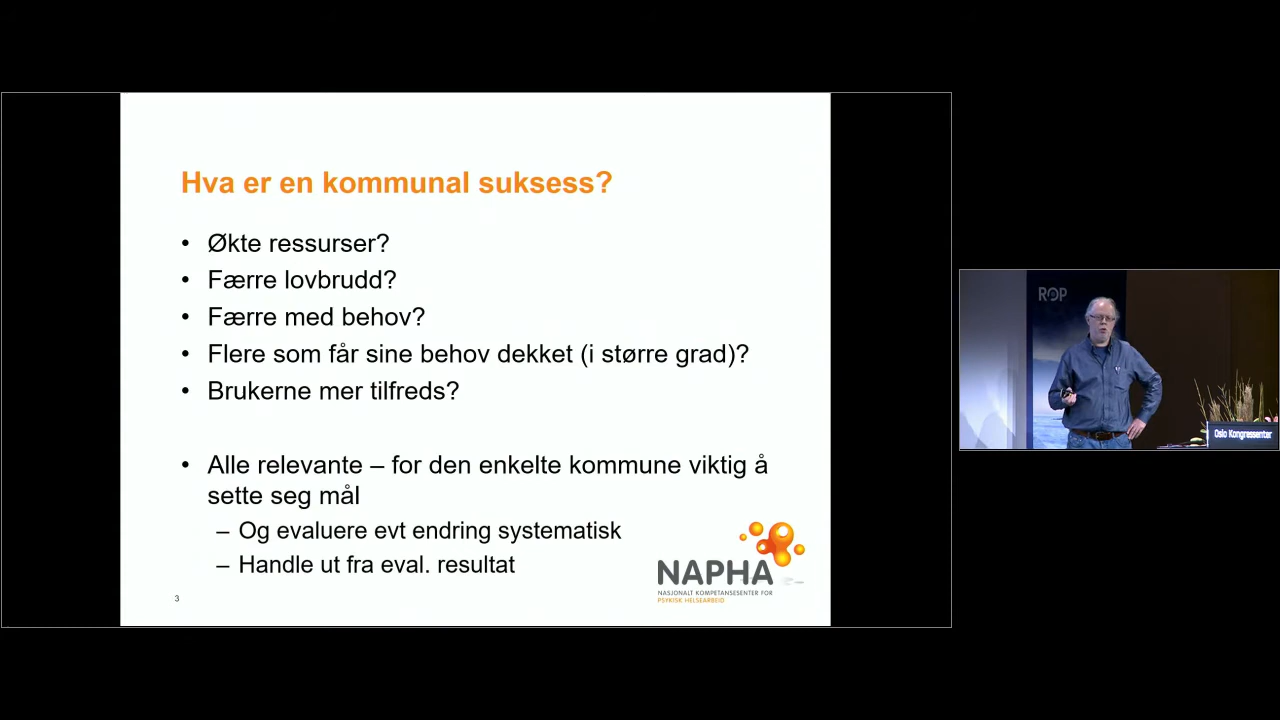 Hva er en kommunal suksess?
• Økte ressurser?
• Færre lovbrudd?
• Færre med behov?
• Flere som får sine behov dekket (i større grad)?
• Brukerne mer tilfreds?
• Alle relevante – for den enkelte kommune viktig å
sette seg mål
– Og evaluere evt endring systematisk
– Handle ut fra eval. resultat
3
NAPHA
NASJONALT KOMPETANSESENTER FOR
PSYKISK HELSEARBEID
ROP
Oslo Kongressenter